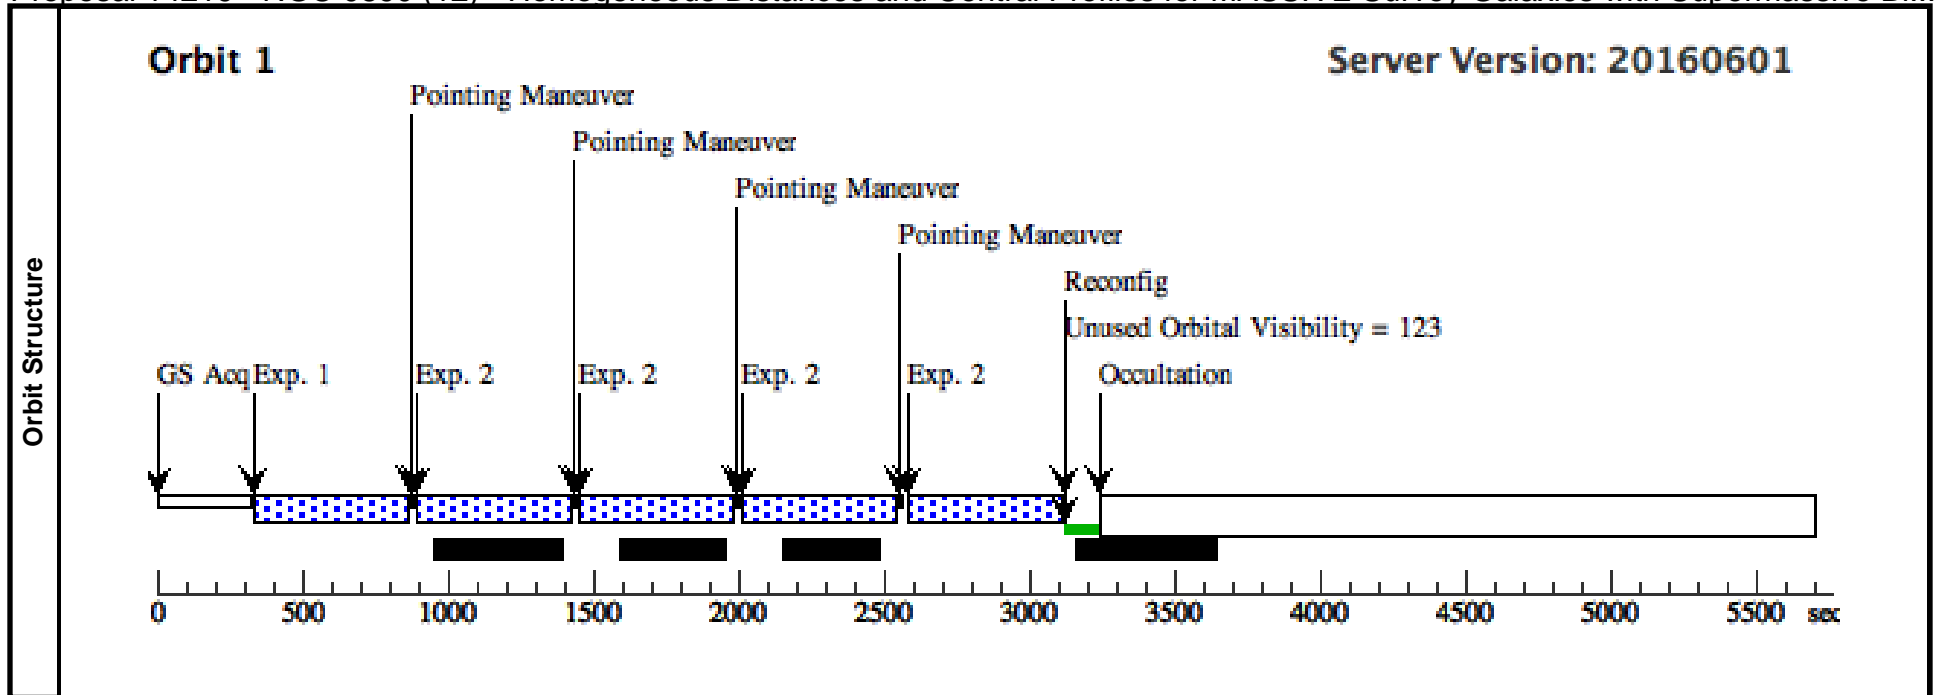 Orbit Structure
Orbit 1
Server Version: 20160601
Pointing Maneuver
Pointing Maneuver
Pointing Maneuver
Pointing Maneuver
Reconfig
Unused Orbital Visibility = 123
GS Acq Exp. 1 Exp. 2 Exp. 2 Exp. 2 Exp. 2 Occultation
0 500 1000 1500 2000 2500 3000 3500 4000 4500 5000 5500 sec